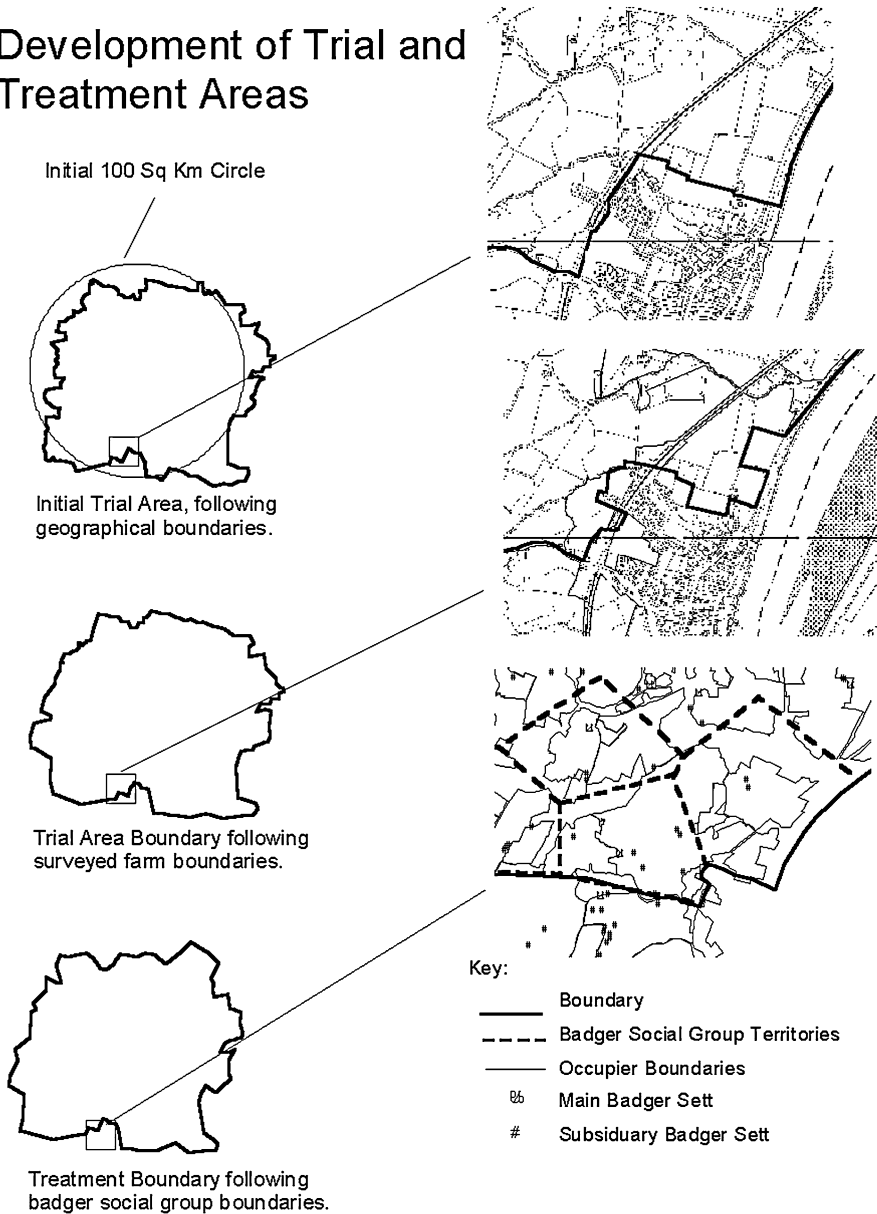 Development of Trial and
Treatment Areas
Initial 100 Sq Km Circle
Initial Trial Area, following
geographical boundaries.
Trial Area Boundary following
surveyed farm boundaries.
Treatment Boundary following
badger social group boundaries.
Key:
Boundary
Badger Social Group Territories
Occupier Boundaries
Main Badger Sett
# Subsiduary Badger Sett